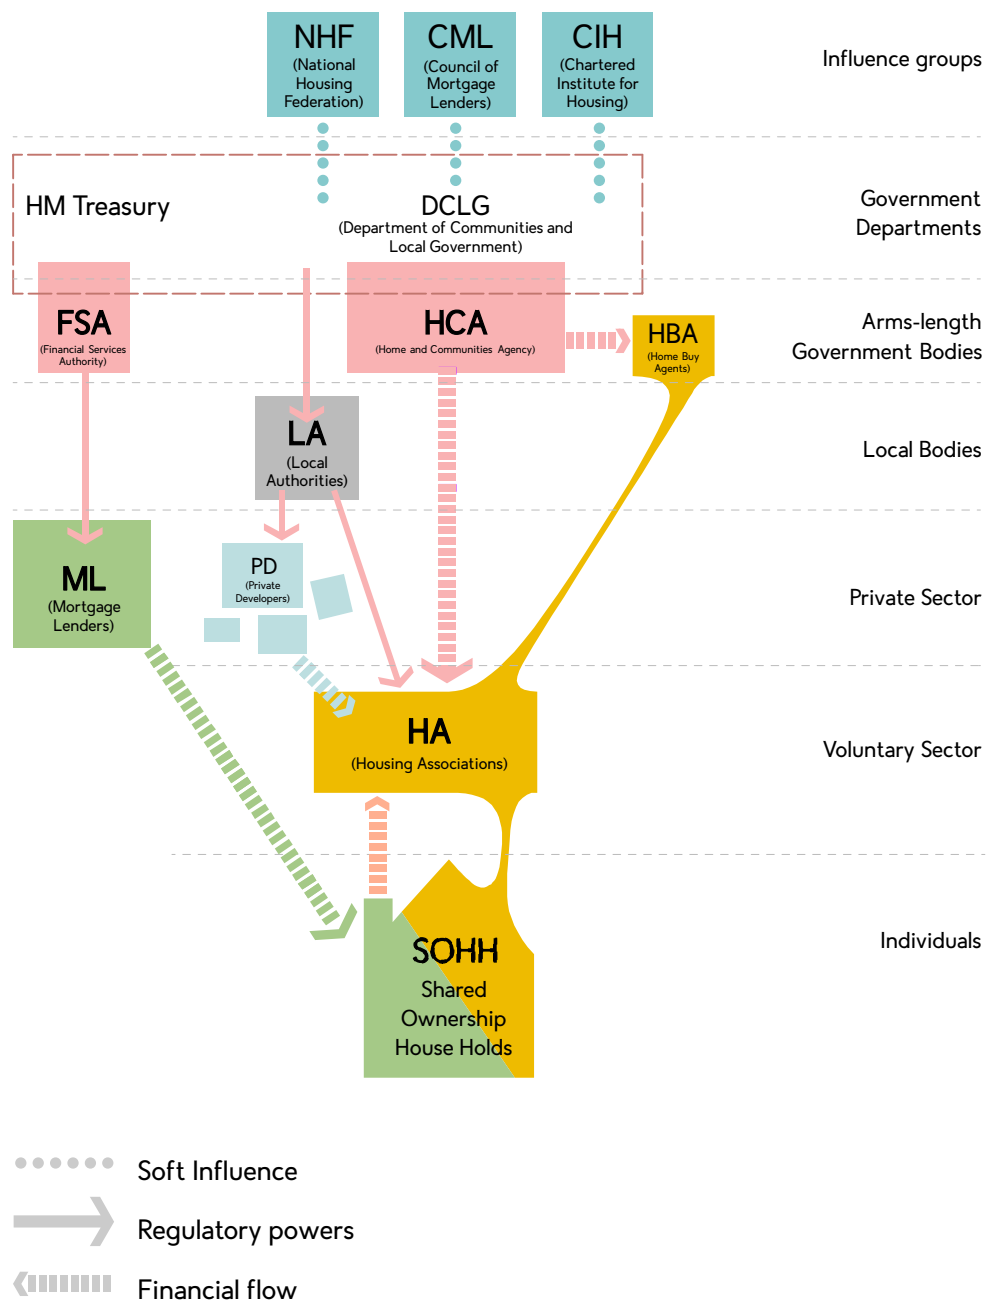 NHF
(National
Housing
Federation)
CML
(Council of
Mortgage
Lenders)
CIH
(Chartered
Institute for
Housing)
Influence groups
HM Treasury
DCLG
(Department of Communities and
Local Government)
Government
Departments
FSA
(Financial Services
Authority)
HCA
(Home and Communities Agency)
HBA
(Home Buy
Agents)
Arms-length
Government Bodies
LA
(Local
Authorities)
Local Bodies
ML
(Mortgage
Lenders)
PD
(Private
Developers)
Private Sector
HA
(Housing Associations)
Voluntary Sector
SOHH
Shared
Ownership
House Holds
Individuals
Soft Influence
Regulatory powers
Financial flow